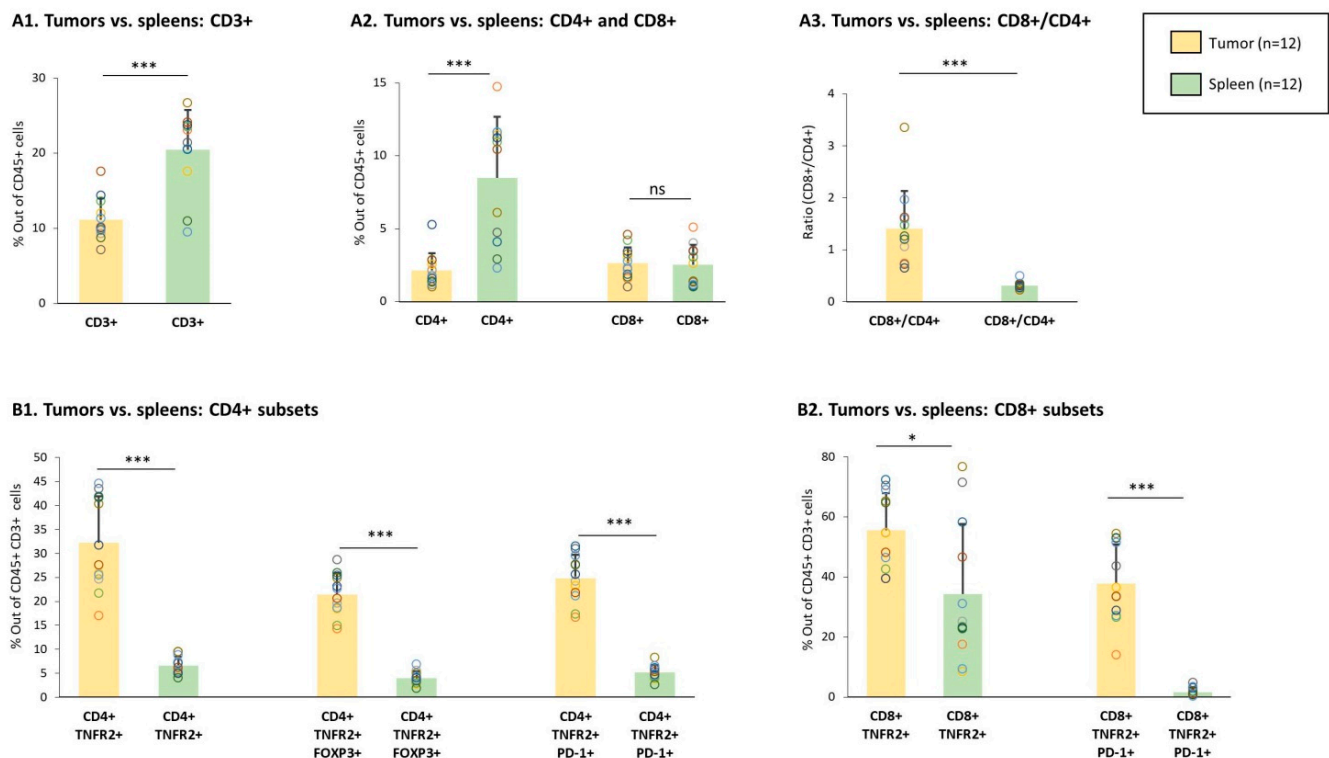 A1. Tumors vs. spleens: CD3+
A2. Tumors vs. spleens: CD4+ and CD8+
A3. Tumors vs. spleens: CD8+/CD4+
Tumor (n=12)
Spleen (n=12)
% Out of CD45+ cells
30
20
10
0
***
CD3+
CD3+
% Out of CD45+ cells
15
10
5
0
***
ns
CD4+
CD4+
CD8+
CD8+
Ratio (CD8+/CD4+)
4
3
2
1
0
***
CD8+/CD4+
CD8+/CD4+
B1. Tumors vs. spleens: CD4+ subsets
B2. Tumors vs. spleens: CD8+ subsets
% Out of CD45+ CD3+ cells
50
45
40
35
30
25
20
15
10
5
0
***
***
***
CD4+
TNFR2+
CD4+
TNFR2+
CD4+
TNFR2+
FOXP3+
CD4+
TNFR2+
FOXP3+
CD4+
TNFR2+
PD-1+
CD4+
TNFR2+
PD-1+
% Out of CD45+ CD3+ cells
80
60
40
20
0
*
***
CD8+
TNFR2+
CD8+
TNFR2+
CD8+
TNFR2+
PD-1+
CD8+
TNFR2+
PD-1+